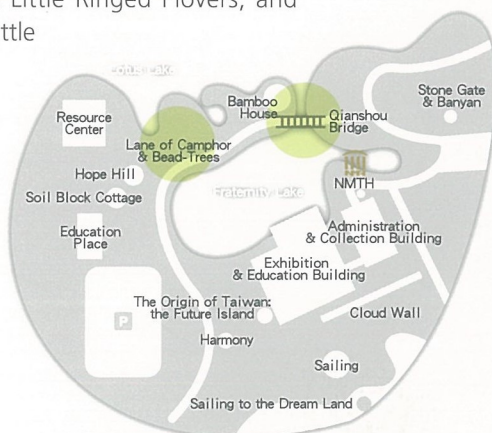 Little Ringed Plovers, and
ttle
Lotus Lake
Resource
Center
Bamboo
House
Qianshou
Bridge
Stone Gate
& Banyan
Lane of Camphor
& Bead-Trees
Hope Hill
NMTH
Soil Block Cottage
Fraternity Lake
Education
Place
Administration
& Collection Building
Exhibition
& Education Building
The Origin of Taiwan:
the Future Island
P
Cloud Wall
Harmony
Sailing
Sailing to the Dream Land